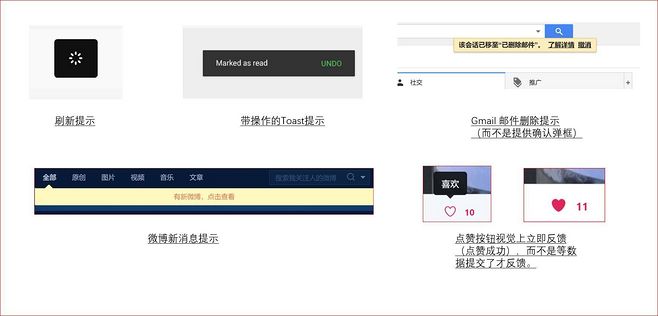 该会话已移至“已删除邮件”。 了解详情 撤消
Marked as read UNDO
社交 推广 +
刷新提示
带操作的Toast提示
Gmail 邮件删除提示
（而不是提供确认弹框）
全部 原创 图片 视频 音乐 文章 搜索我关注人的微博
有新微博，点击查看
喜欢
10
11
微博新消息提示
点赞按钮视觉上立即反馈
（点赞成功），而不是等数
据提交了才反馈。